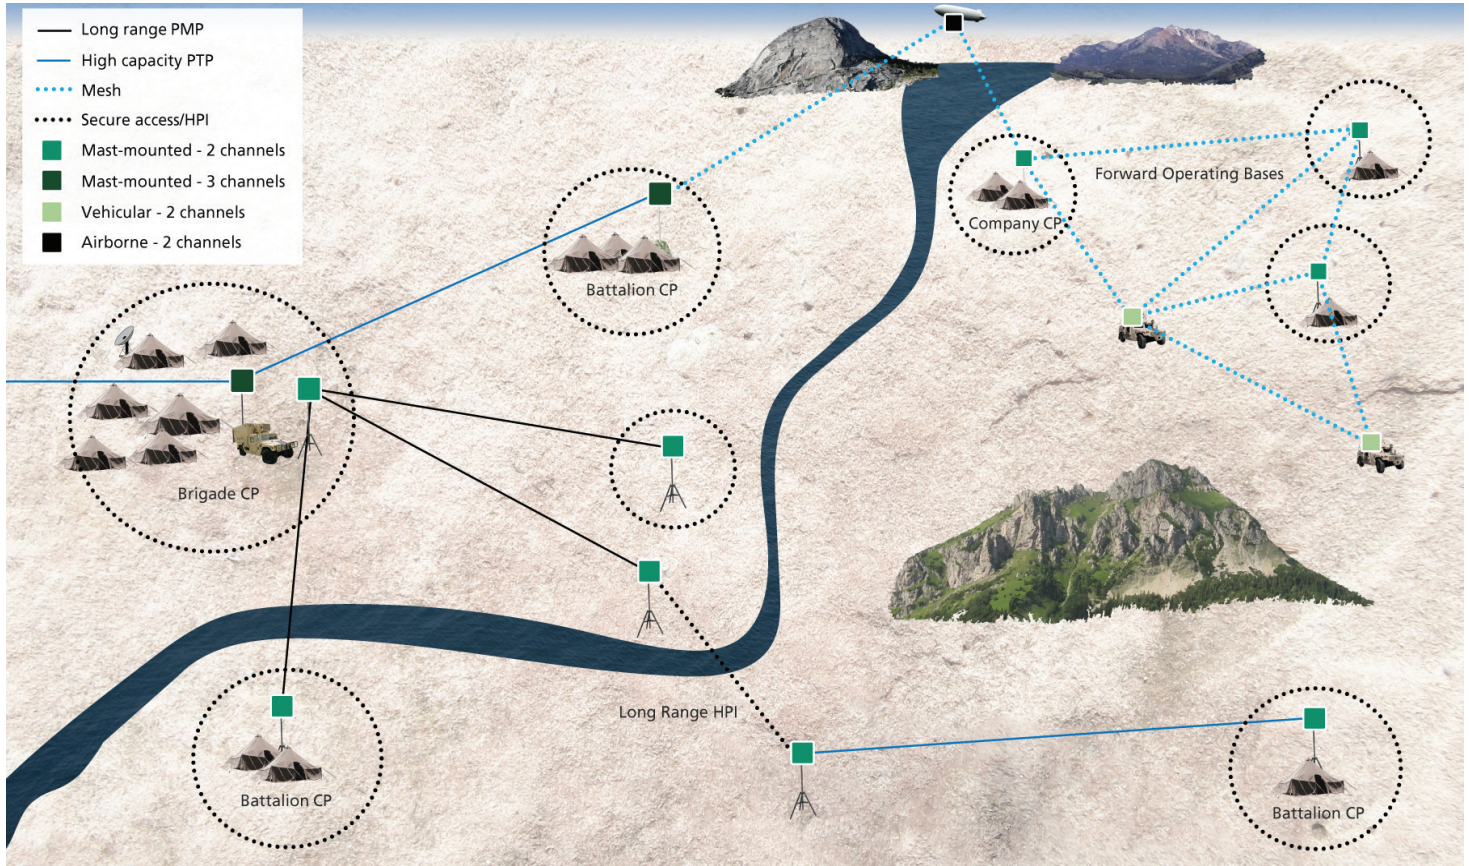 Long range PMP
High capacity PTP
Mesh
Secure access/HPI
Mast-mounted - 2 channels
Mast-mounted - 3 channels
Vehicular - 2 channels
Airborne - 2 channels
Forward Operating Bases
Company CP
Battalion CP
Brigade CP
Long Range HPI
Battalion CP
Battalion CP